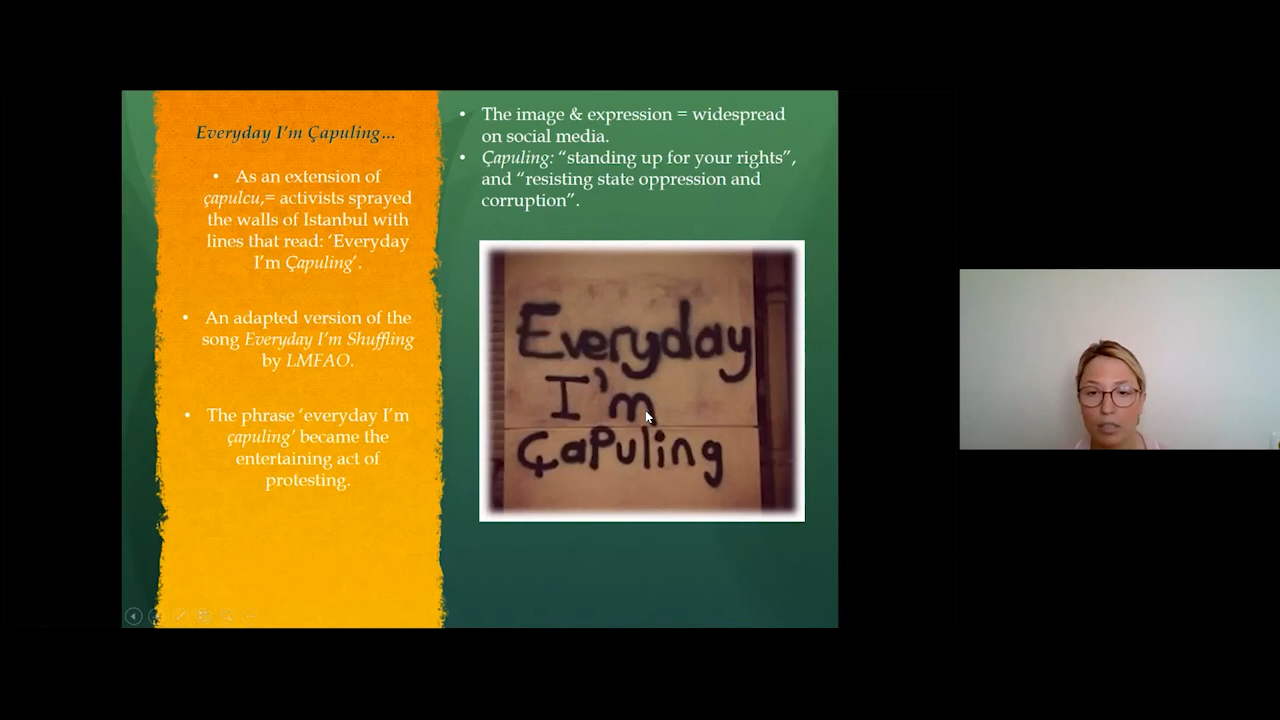 Everyday I'm Çapuling…
• As an extension of
çapulcu,= activists sprayed
the walls of Istanbul with
lines that read: ‘Everyday
I’m Çapuling’.
• An adapted version of the
song Everyday I’m Shuffling
by LMFAO.
• The phrase ‘everyday I’m
çapuling’ became the
entertaining act of
protesting.
• The image & expression = widespread
on social media.
• Çapuling: “standing up for your rights”,
and “resisting state oppression and
corruption”.
Everyday
I'm
ÇaPuling